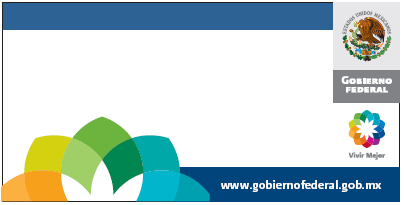 ESTADOS UNIDOS MEXICANOS
GOBIERNO
FEDERAL
Vivir Mejor
www.gobiernofederal.gob.mx